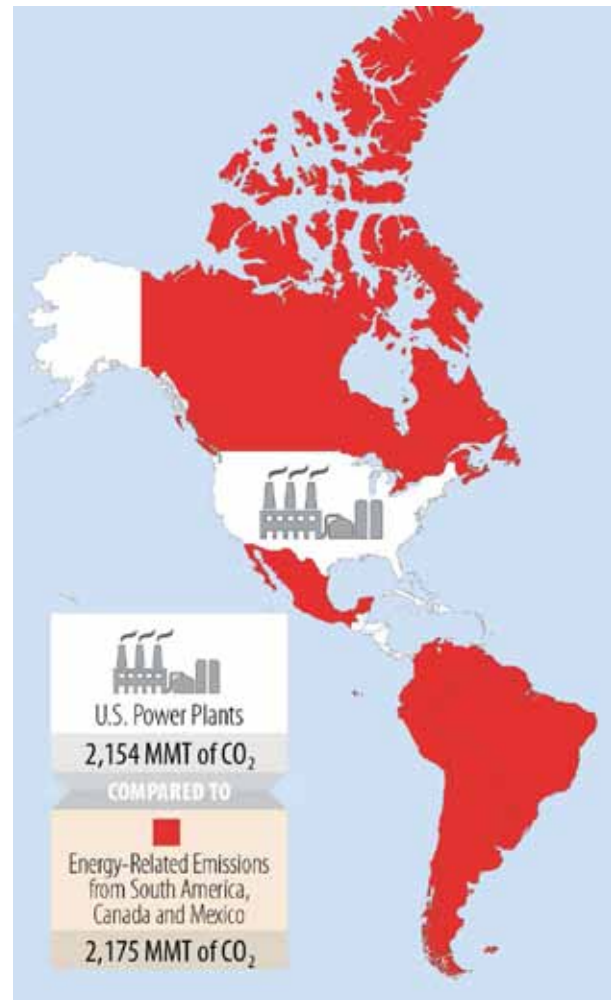 U.S. Power Plants
2,154 MMT of CO₂
COMPARED TO
Energy-Related Emissions
from South America,
Canada and Mexico
2,175 MMT of CO₂